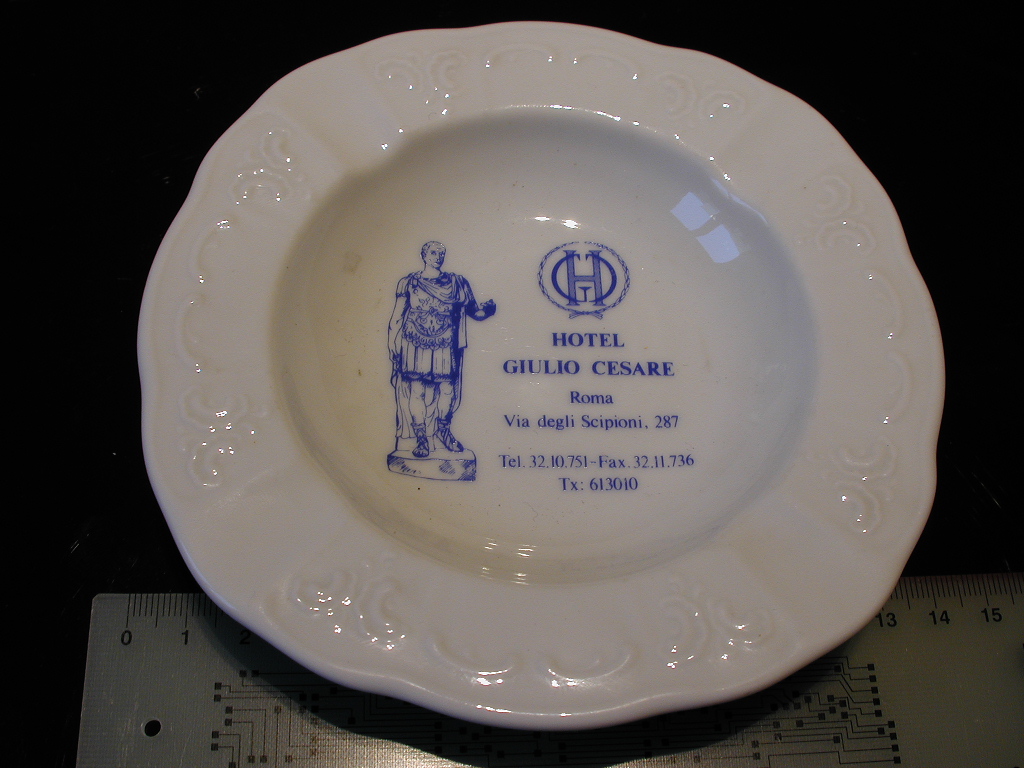 HOTEL
GIULIO CESARE
Roma
Via degli Scipioni, 287
Tel. 32.10.751-Fax. 32.11.736
Tx: 613010
0 1 2 13 14 15